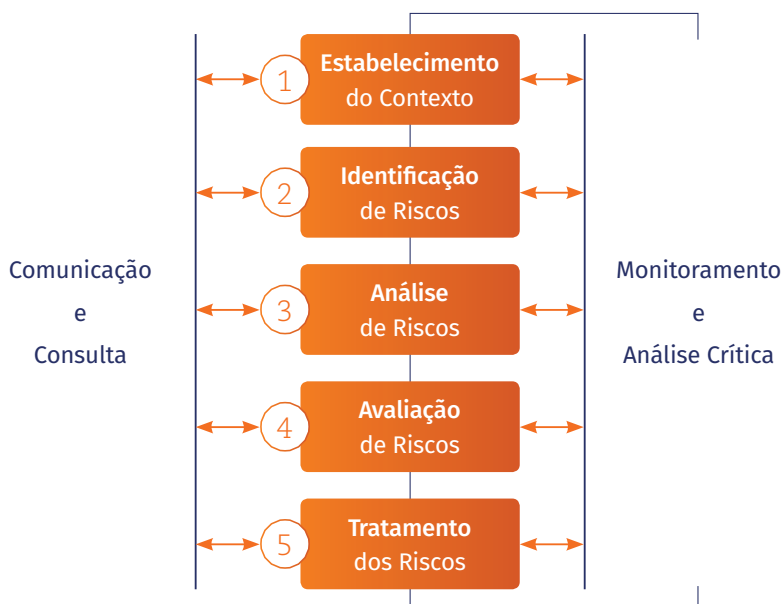 1
Estabelecimento
do Contexto
2
Identificação
de Riscos
Comunicação
e
Consulta
3
Análise
de Riscos
Monitoramento
e
Análise Crítica
4
Avaliação
de Riscos
5
Tratamento
dos Riscos